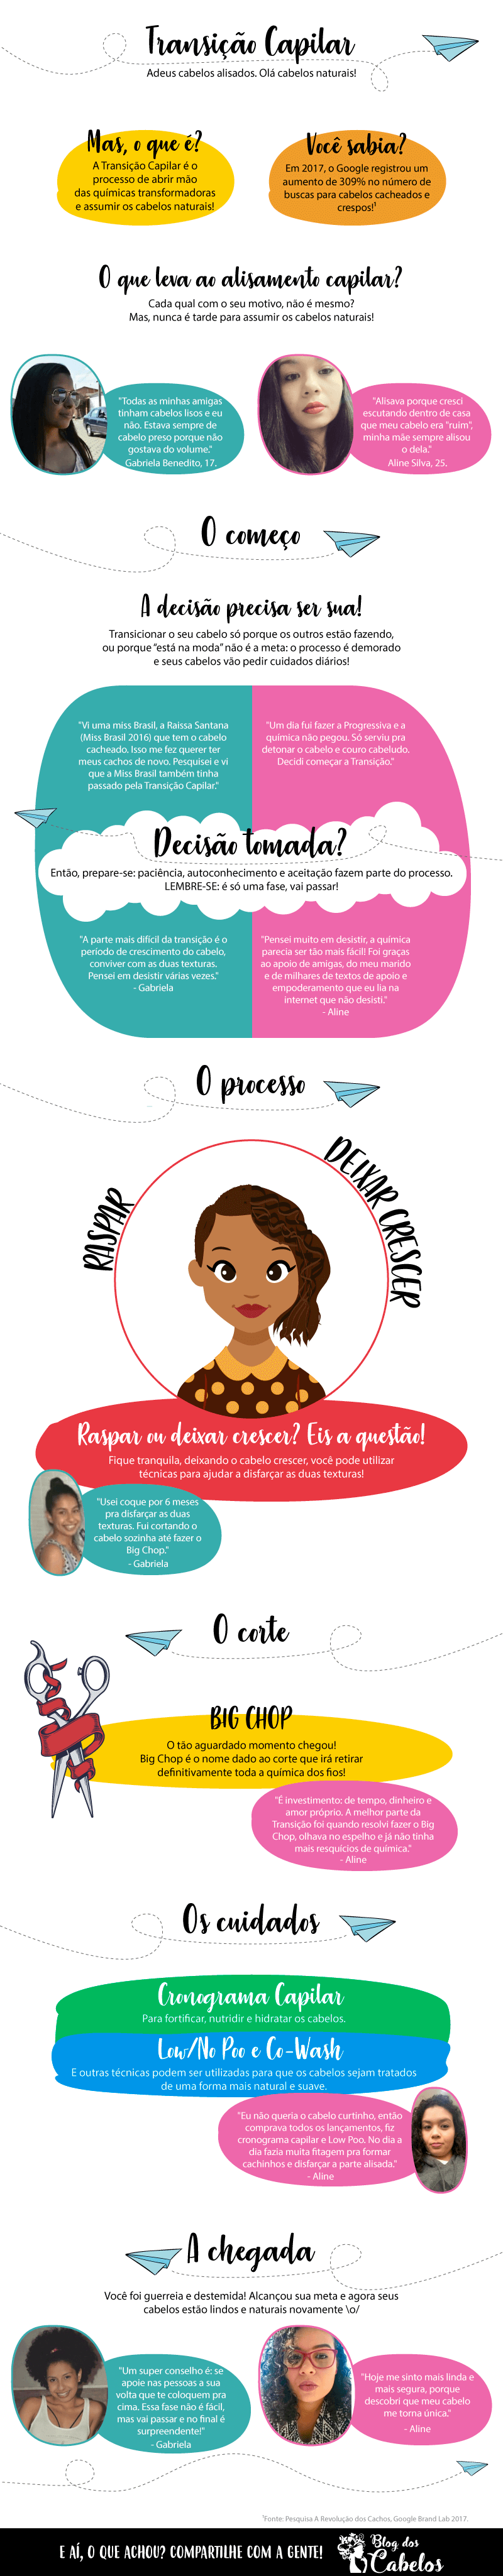 Transição Capilar
Adeus cabelos alisados. Olá cabelos naturais!
Mas, o que é?
A Transição Capilar é o
processo de abrir mão
das químicas transformadoras
e assumir os cabelos naturais!
Você sabia?
Em 2017, o Google registrou um
aumento de 309% no número de
buscas para cabelos cacheados e
crespos!¹
O que leva ao alisamento capilar?
Cada qual com o seu motivo, não é mesmo?
Mas, nunca é tarde para assumir os cabelos naturais!
"Todas as minhas amigas
tinham cabelos lisos e eu
não. Estava sempre de
cabelo preso porque não
gostava do volume."
Gabriela Benedito, 17.
"Alisava porque cresci
escutando dentro de casa
que meu cabelo era "ruim",
minha mãe sempre alisou
o dela."
Aline Silva, 25.
O começo
A decisão precisa ser sua!
Transicionar o seu cabelo só porque os outros estão fazendo,
ou porque "está na moda" não é a meta: o processo é demorado
e seus cabelos vão pedir cuidados diários!
"Vi uma miss Brasil, a Raissa Santana
(Miss Brasil 2016) que tem o cabelo
cacheado. Isso me fez querer ter
meus cachos de novo. Pesquisei e vi
que a Miss Brasil também tinha
passado pela Transição Capilar."
"Um dia fui fazer a Progressiva e a
química não pegou. Só serviu pra
detonar o cabelo e couro cabeludo.
Decidi começar a Transição."
Decisão tomada?
Então, prepare-se: paciência, autoconhecimento e aceitação fazem parte do processo.
LEMBRE-SE: é só uma fase, vai passar!
"A parte mais difícil da transição é o
período de crescimento do cabelo,
conviver com as duas texturas.
Pensei em desistir várias vezes."
- Gabriela
"Pensei muito em desistir, a química
parecia ser tão mais fácil! Foi graças
ao apoio de amigas, do meu marido
e de milhares de textos de apoio e
empoderamento que eu lia na
internet que não desisti."
- Aline
O processo
RASPAR
DEIXAR CRESCER
Raspar ou deixar crescer? Eis a questão!
Fique tranquila, deixando o cabelo crescer, você pode utilizar
técnicas para ajudar a disfarçar as duas texturas!
"Usei coque por 6 meses
pra disfarçar as duas
texturas. Fui cortando o
cabelo sozinha até fazer o
Big Chop."
- Gabriela
O corte
BIG CHOP
O tão aguardado momento chegou!
Big Chop é o nome dado ao corte que irá retirar
definitivamente toda a química dos fios!
"É investimento: de tempo, dinheiro e
amor próprio. A melhor parte da
Transição foi quando resolvi fazer o Big
Chop, olhava no espelho e já não tinha
mais resquícios de química."
- Aline
Os cuidados
Cronograma Capilar
Para fortificar, nutridir e hidratar os cabelos.
Low/No Poo e Co-Wash
E outras técnicas podem ser utilizadas para que os cabelos sejam tratados
de uma forma mais natural e suave.
"Eu não queria o cabelo curtinho, então
comprava todos os lançamentos, fiz
cronograma capilar e Low Poo. No dia a
dia fazia muita fitagem pra formar
cachinhos e disfarçar a parte alisada."
- Aline
A chegada
Você foi guerreia e destemida! Alcançou sua meta e agora seus
cabelos estão lindos e naturais novamente \o/
"Um super conselho é: se
apoie nas pessoas a sua
volta que te coloquem pra
cima. Essa fase não é fácil,
mas vai passar e no final é
surpreendente!"
- Gabriela
"Hoje me sinto mais linda e
mais segura, porque
descobri que meu cabelo
me torna única."
- Aline
¹Fonte: Pesquisa A Revolução dos Cachos, Google Brand Lab 2017.
E AÍ, O QUE ACHOU? COMPARTILHE COM A GENTE!
Blog dos
Cabelos